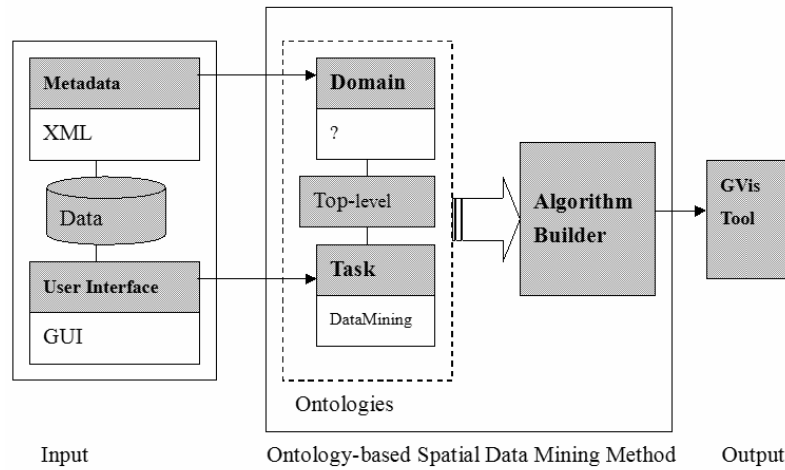 Metadata
XML
Data
User Interface
GUI
Domain
?
Top-level
Task
DataMining
Ontologies
Algorithm
Builder
GVis
Tool
Input
Ontology-based Spatial Data Mining Method
Output